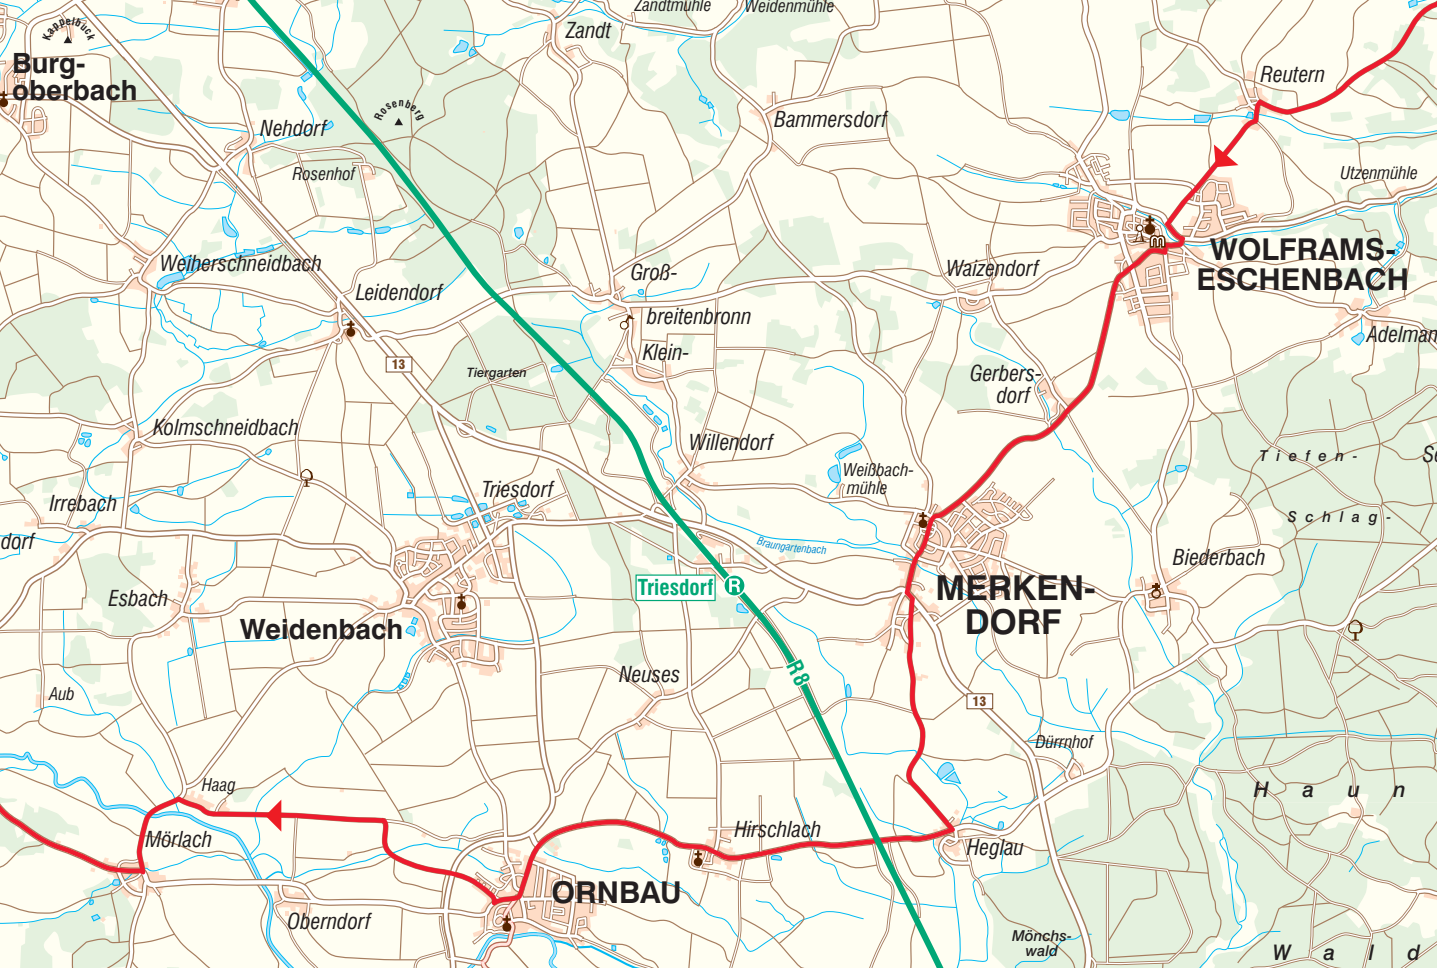 Zandtmühle
Weidenmühle
Kappelbuck
Zandt
Burg-
oberbach
Reutern
Rosenberg
Nehdorf
Bammersdorf
Rosenhof
Utzenmühle
WOLFRAMS-
ESCHENBACH
Weiherschneidbach
Groß-
breitenbronn
Waizendorf
Leidendorf
Adelman
Klein-
13
Tiergarten
Gerbers-
dorf
Kolmschneidbach
Willendorf
Tiefen-
Weißbach-
mühle
Triesdorf
Irrebach
Schlag-
dorf
Braungartenbach
Biederbach
Triesdorf
R
MERKEN-
DORF
Esbach
Weidenbach
R8
Neuses
Aub
13
Dürrnhof
Haag
Haun
Mörlach
Hirschlach
Heglau
ORNBAU
Oberndorf
Mönchs-
wald
Wald